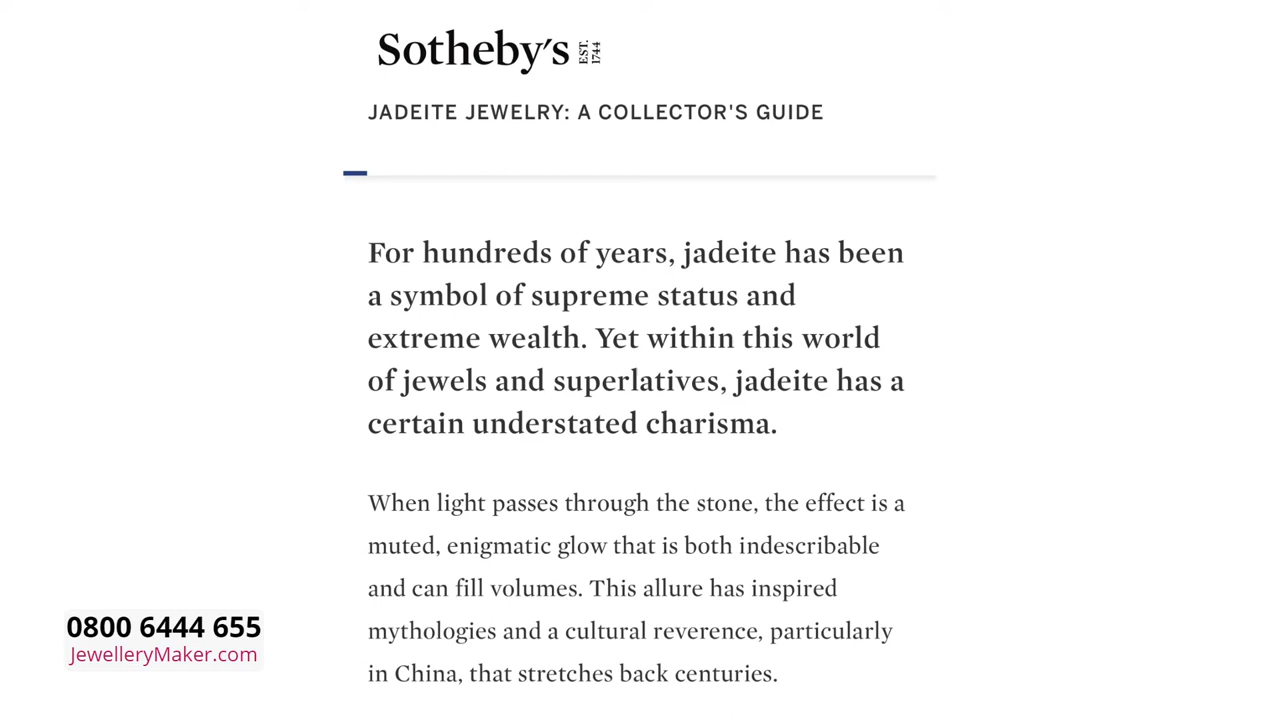 Sotheby's EST. 1744
JADEITE JEWELRY: A COLLECTOR'S GUIDE
For hundreds of years, jadeite has been
a symbol of supreme status and
extreme wealth. Yet within this world
of jewels and superlatives, jadeite has a
certain understated charisma.
When light passes through the stone, the effect is a
muted, enigmatic glow that is both indescribable
and can fill volumes. This allure has inspired
mythologies and a cultural reverence, particularly
in China, that stretches back centuries.
0800 6444 655
JewelleryMaker.com